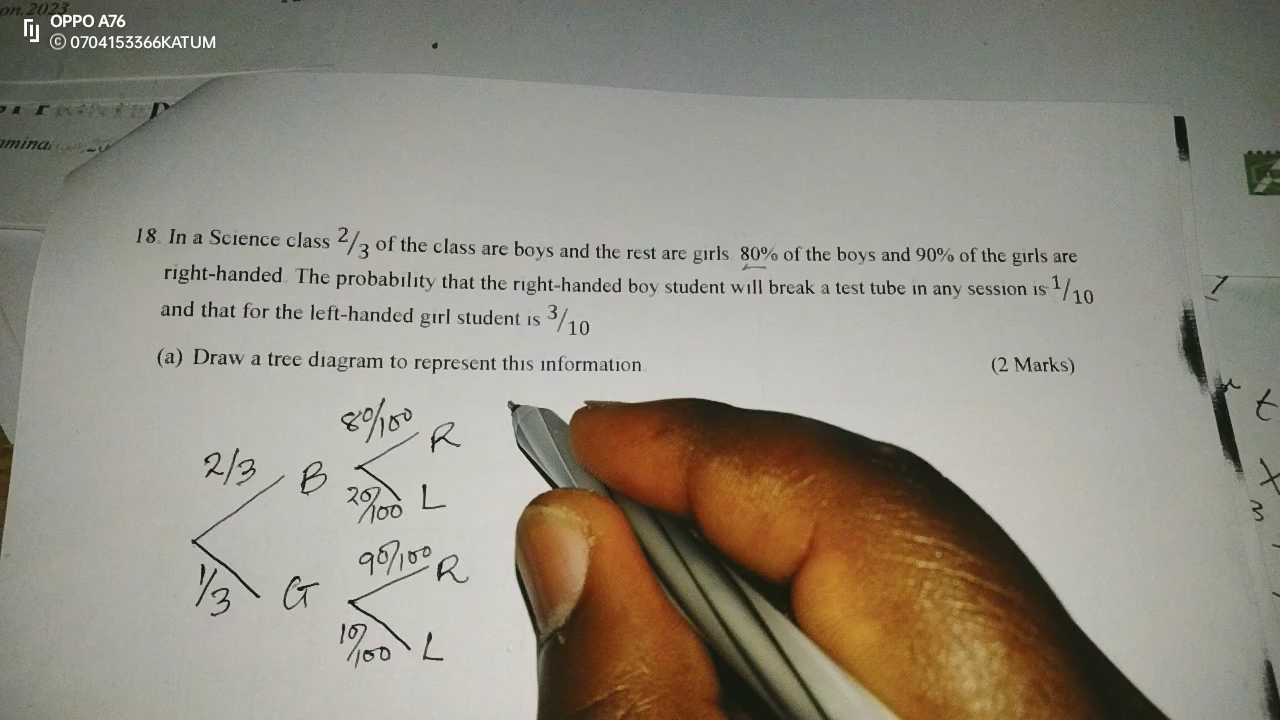 on.2023
OPPO A76
© 0704153366KATUM
18. In a Science class 2/3 of the class are boys and the rest are girls. 80% of the boys and 90% of the girls are
right-handed. The probability that the right-handed boy student will break a test tube in any session is 1/10
and that for the left-handed girl student is 3/10
(a) Draw a tree diagram to represent this information. (2 Marks)
80/100 R
2/3 B
20/100 L
90/100 R
1/3 G
10/100 L
t
x
3